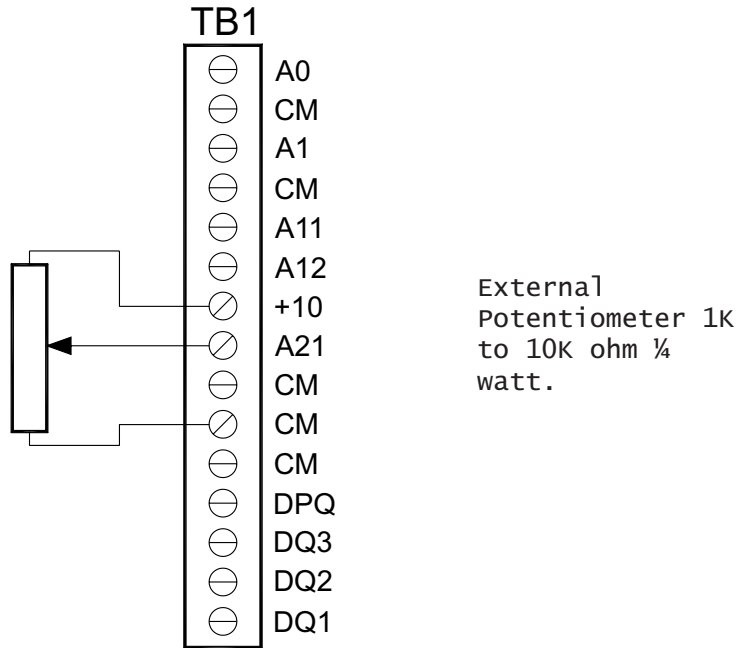 TB1
A0
CM
A1
CM
A11
A12
+10
A21
CM
CM
CM
DPQ
DQ3
DQ2
DQ1
External
Potentiometer 1K
to 10K ohm ¼
watt.